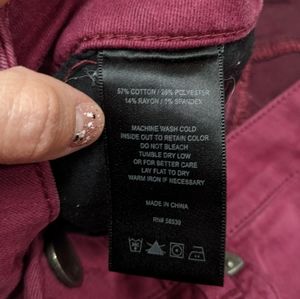 57% COTTON / 28% POLYESTER
14% RAYON / 1% SPANDEX
MACHINE WASH COLD
INSIDE OUT TO RETAIN COLOR
DO NOT BLEACH
TUMBLE DRY LOW
OR FOR BETTER CARE
LAY FLAT TO DRY
WARM IRON IF NECESSARY
MADE IN CHINA
RN# 56539